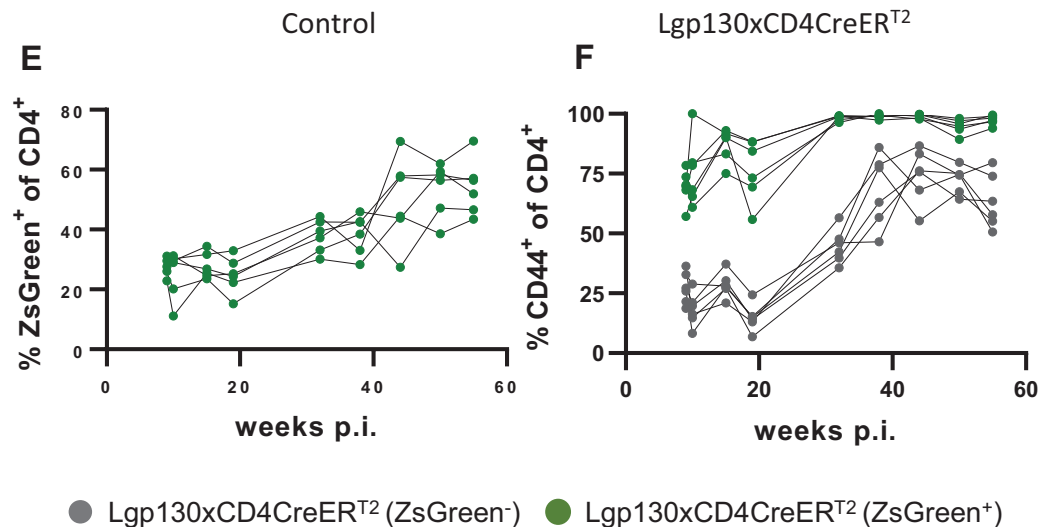 Control
Lgp130xCD4CreER^T2
E
F
% ZsGreen⁺ of CD4⁺
80
60
40
20
0
0
20
40
60
weeks p.i.
% CD44⁺ of CD4⁺
100
75
50
25
0
0
20
40
60
weeks p.i.
Lgp130xCD4CreER^T2 (ZsGreen⁻)
Lgp130xCD4CreER^T2 (ZsGreen⁺)